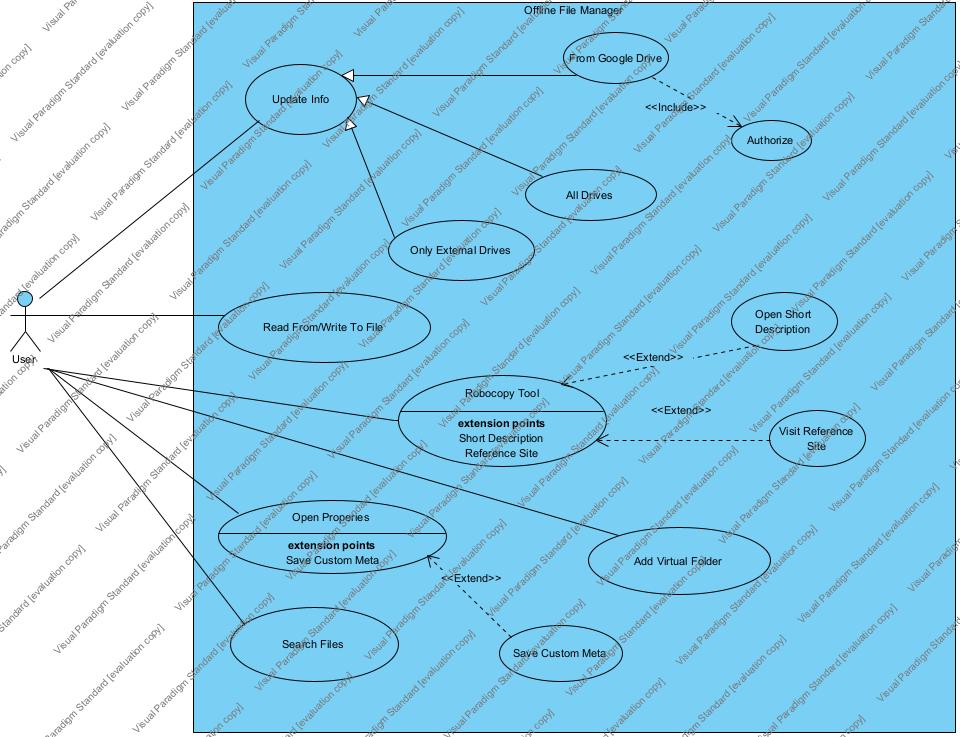 Offline File Manager
From Google Drive
Update Info
<<Include>>
Authorize
All Drives
Only External Drives
User
Read From/Write To File
Open Short
Description
<<Extend>>
Robocopy Tool
extension points
Short Description
Reference Site
<<Extend>>
Visit Reference
Site
Open Properies
extension points
Save Custom Meta
<<Extend>>
Add Virtual Folder
Search Files
Save Custom Meta
Visual Paradigm Standard [evaluation copy]